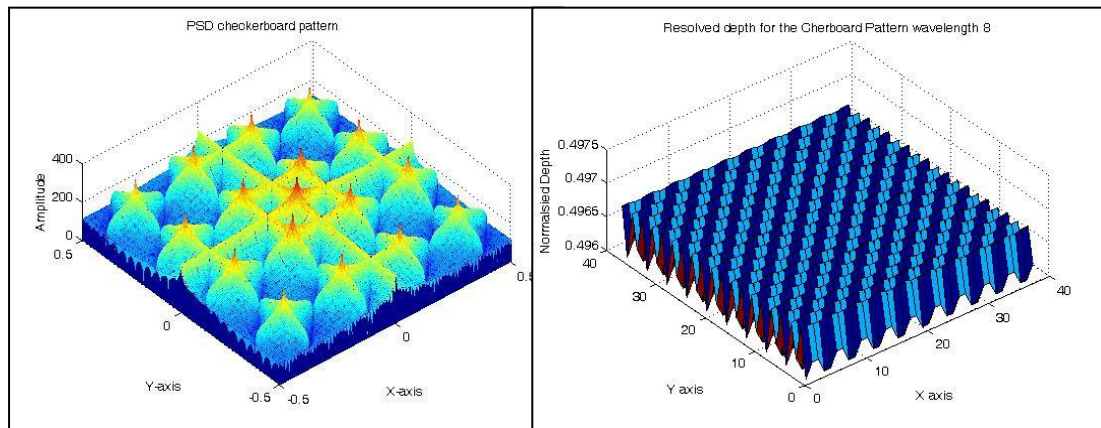 PSD checkerboard pattern
400
200
0
Amplitude
0.5
0
-0.5
Y-axis
-0.5
0
0.5
X-axis
Resolved depth for the Cherboard Pattern wavelength 8
0.4975
0.497
0.4965
0.496
Normalsied Depth
40
30
20
10
0
Y axis
0
10
20
30
40
X axis